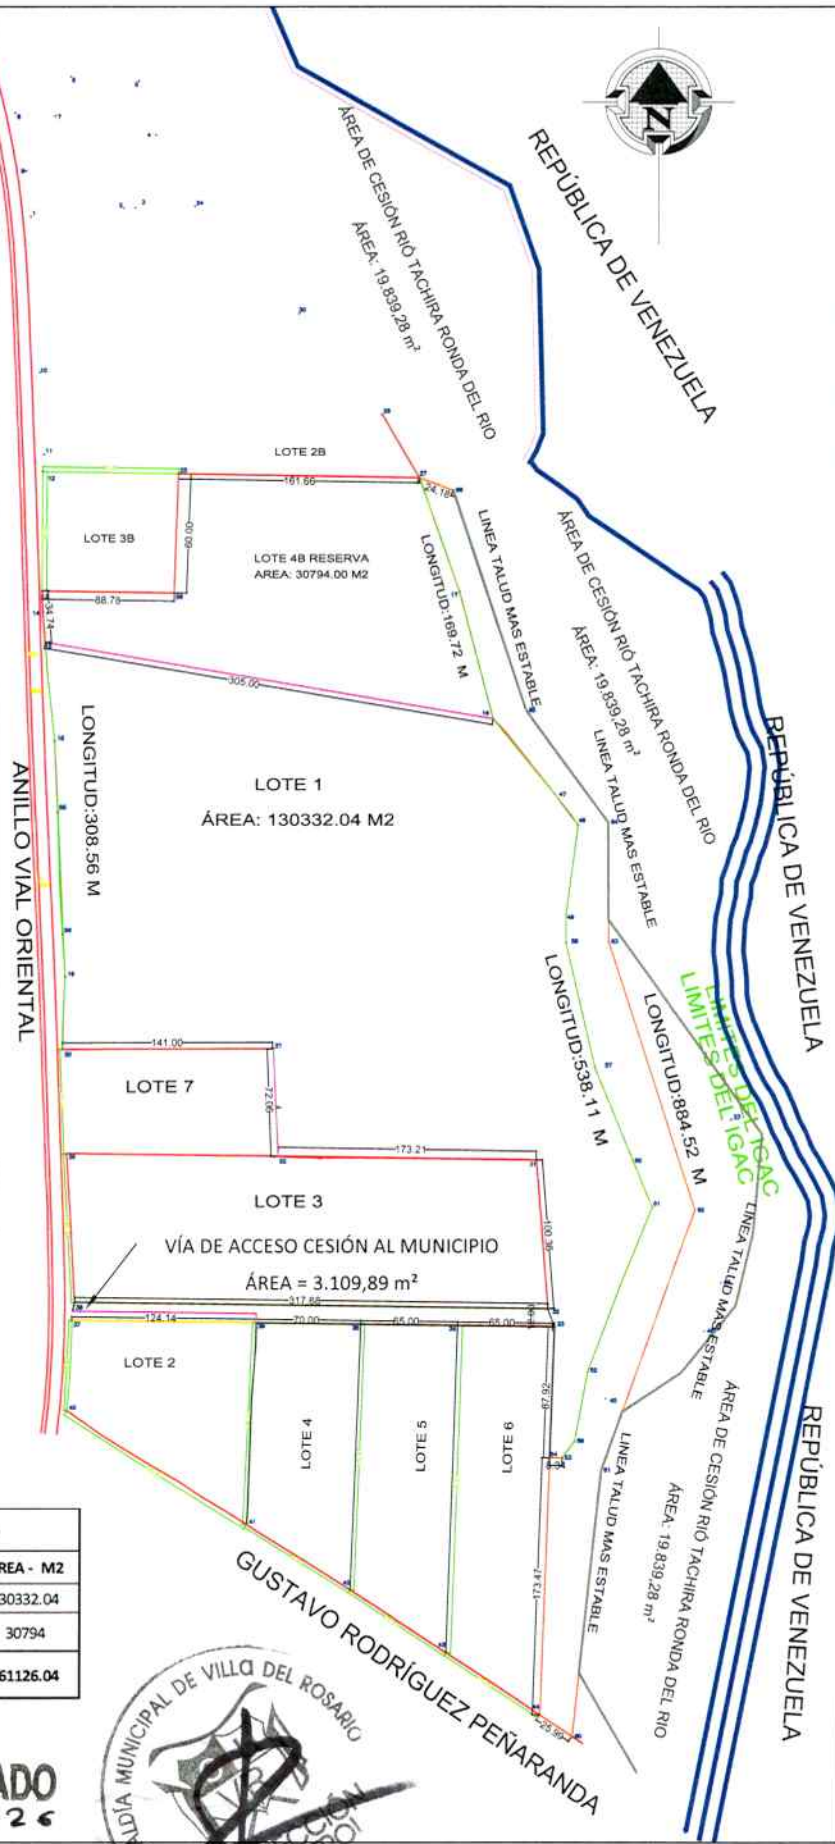 N
REPÚBLICA DE VENEZUELA
ÁREA DE CESIÓN RIÓ TACHIRA RONDA DEL RIO
ÁREA: 19.839,28 m²
LOTE 2B
161.66
24.18
LOTE 3B
60.00
LOTE 4B RESERVA
AREA: 30794.00 M2
88.78
34.74
LONGITUD:169.72 M
LINEA TALUD MAS ESTABLE
ÁREA DE CESIÓN RIÓ TACHIRA RONDA DEL RIO
ÁREA: 19.839,28 m²
305.00
LINEA TALUD MAS ESTABLE
REPÚBLICA DE VENEZUELA
LONGITUD:308.56 M
LOTE 1
ÁREA: 130332.04 M2
ANILLO VIAL ORIENTAL
LONGITUD:538.11 M
LONGITUD:884.52 M
LIMITES DEL IGAC
LIMITES DEL IGAC
141.00
LOTE 7
72.06
173.21
LOTE 3
100.36
VÍA DE ACCESO CESIÓN AL MUNICIPIO
ÁREA = 3.109,89 m²
317.88
124.14
70.00
65.00
65.00
LOTE 2
LOTE 4
LOTE 5
LOTE 6
67.92
LINEA TALUD MAS ESTABLE
LINEA TALUD MAS ESTABLE
ÁREA DE CESIÓN RIÓ TACHIRA RONDA DEL RIO
ÁREA: 19.839,28 m²
REPÚBLICA DE VENEZUELA
173.47
25.99
GUSTAVO RODRÍGUEZ PEÑARANDA
REA - M2
30332.04
30794
61126.04
ALDÍA MUNICIPAL DE VILLA DEL ROSARIO
ADO
26